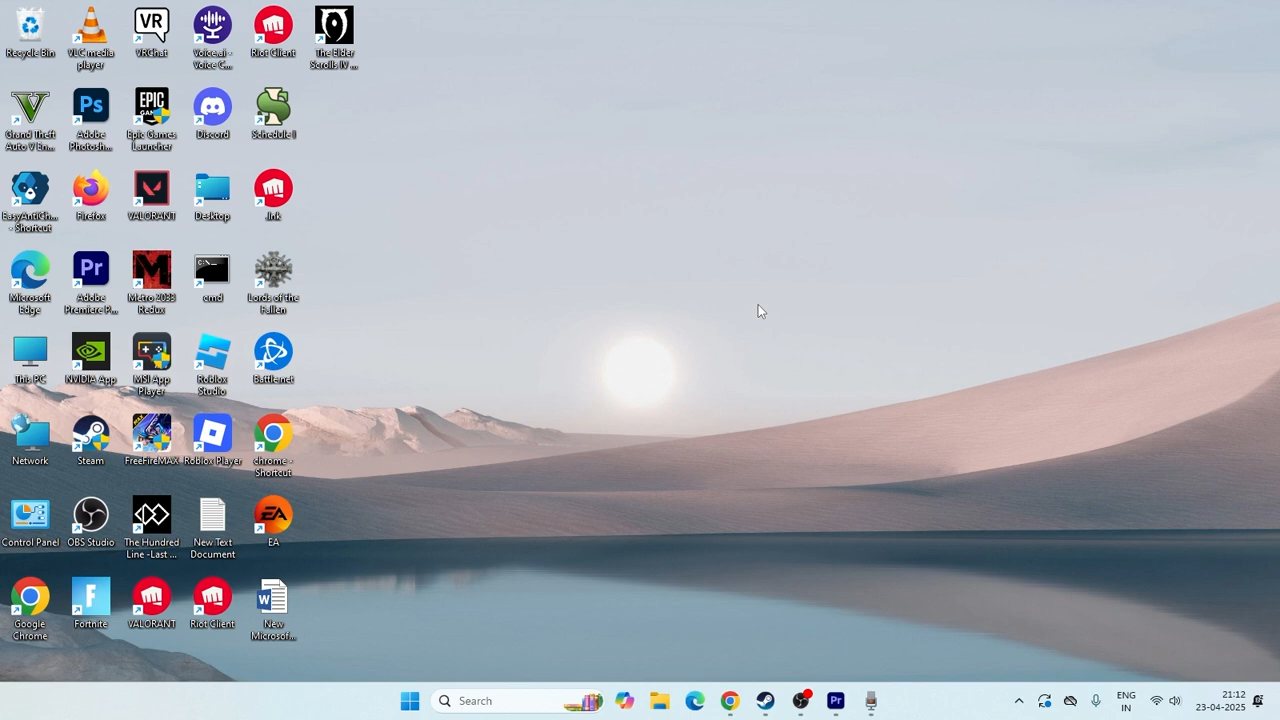 Recycle Bin
VLC media
player
VRChat
Voice.ai -
Voice C...
Riot Client
The Elder
Scrolls IV ...
Grand Theft
Auto V En...
Adobe
Photosh...
Epic Games
Launcher
Discord
Schedule I
EasyAntiCh...
- Shortcut
Firefox
VALORANT
Desktop
.lnk
Microsoft
Edge
Adobe
Premiere P...
Metro 2033
Redux
cmd
Lords of the
Fallen
This PC
NVIDIA App
MSI App
Player
Roblox
Studio
Battle.net
Network
Steam
FreeFireMAX
Roblox Player
chrome -
Shortcut
Control Panel
OBS Studio
The Hundred
Line -Last ...
New Text
Document
EA
Google
Chrome
Fortnite
VALORANT
Riot Client
New
Microsof...
Search
ENG
IN
21:12
23-04-2025